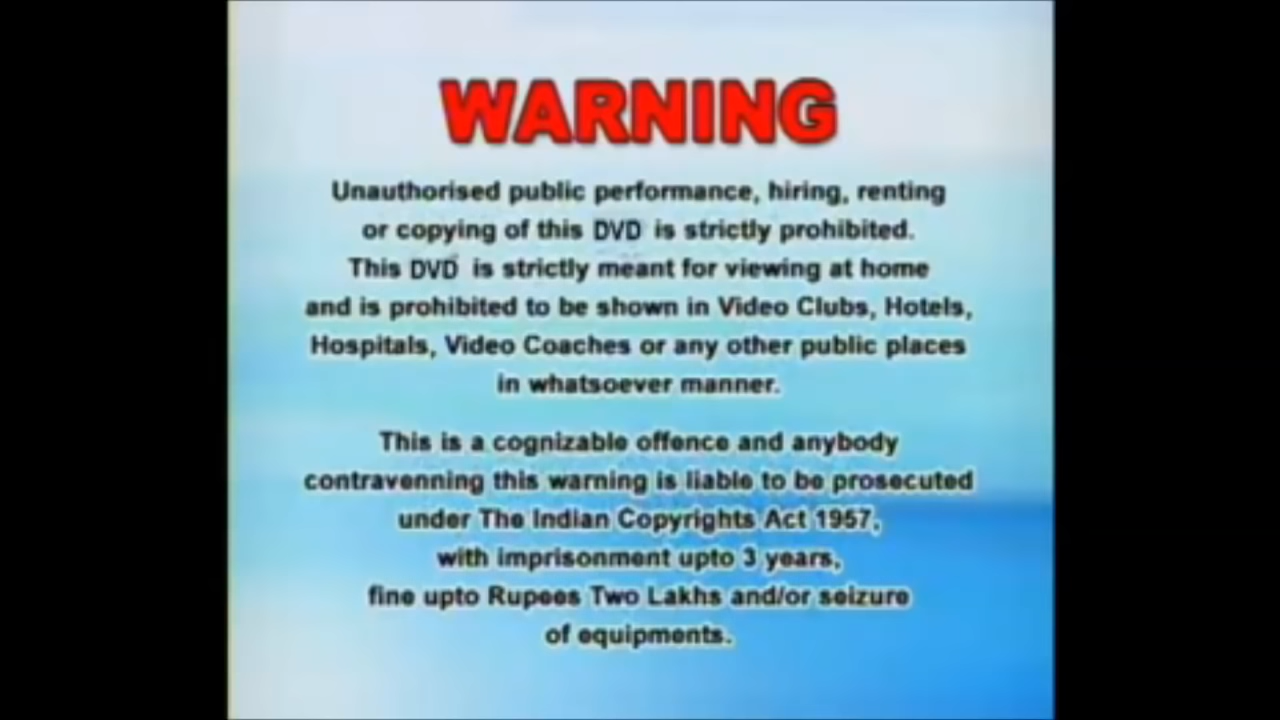 WARNING
Unauthorised public performance, hiring, renting
or copying of this DVD is strictly prohibited.
This DVD is strictly meant for viewing at home
and is prohibited to be shown in Video Clubs, Hotels,
Hospitals, Video Coaches or any other public places
in whatsoever manner.
This is a cognizable offence and anybody
contravenning this warning is liable to be prosecuted
under The Indian Copyrights Act 1957,
with imprisonment upto 3 years,
fine upto Rupees Two Lakhs and/or seizure
of equipments.